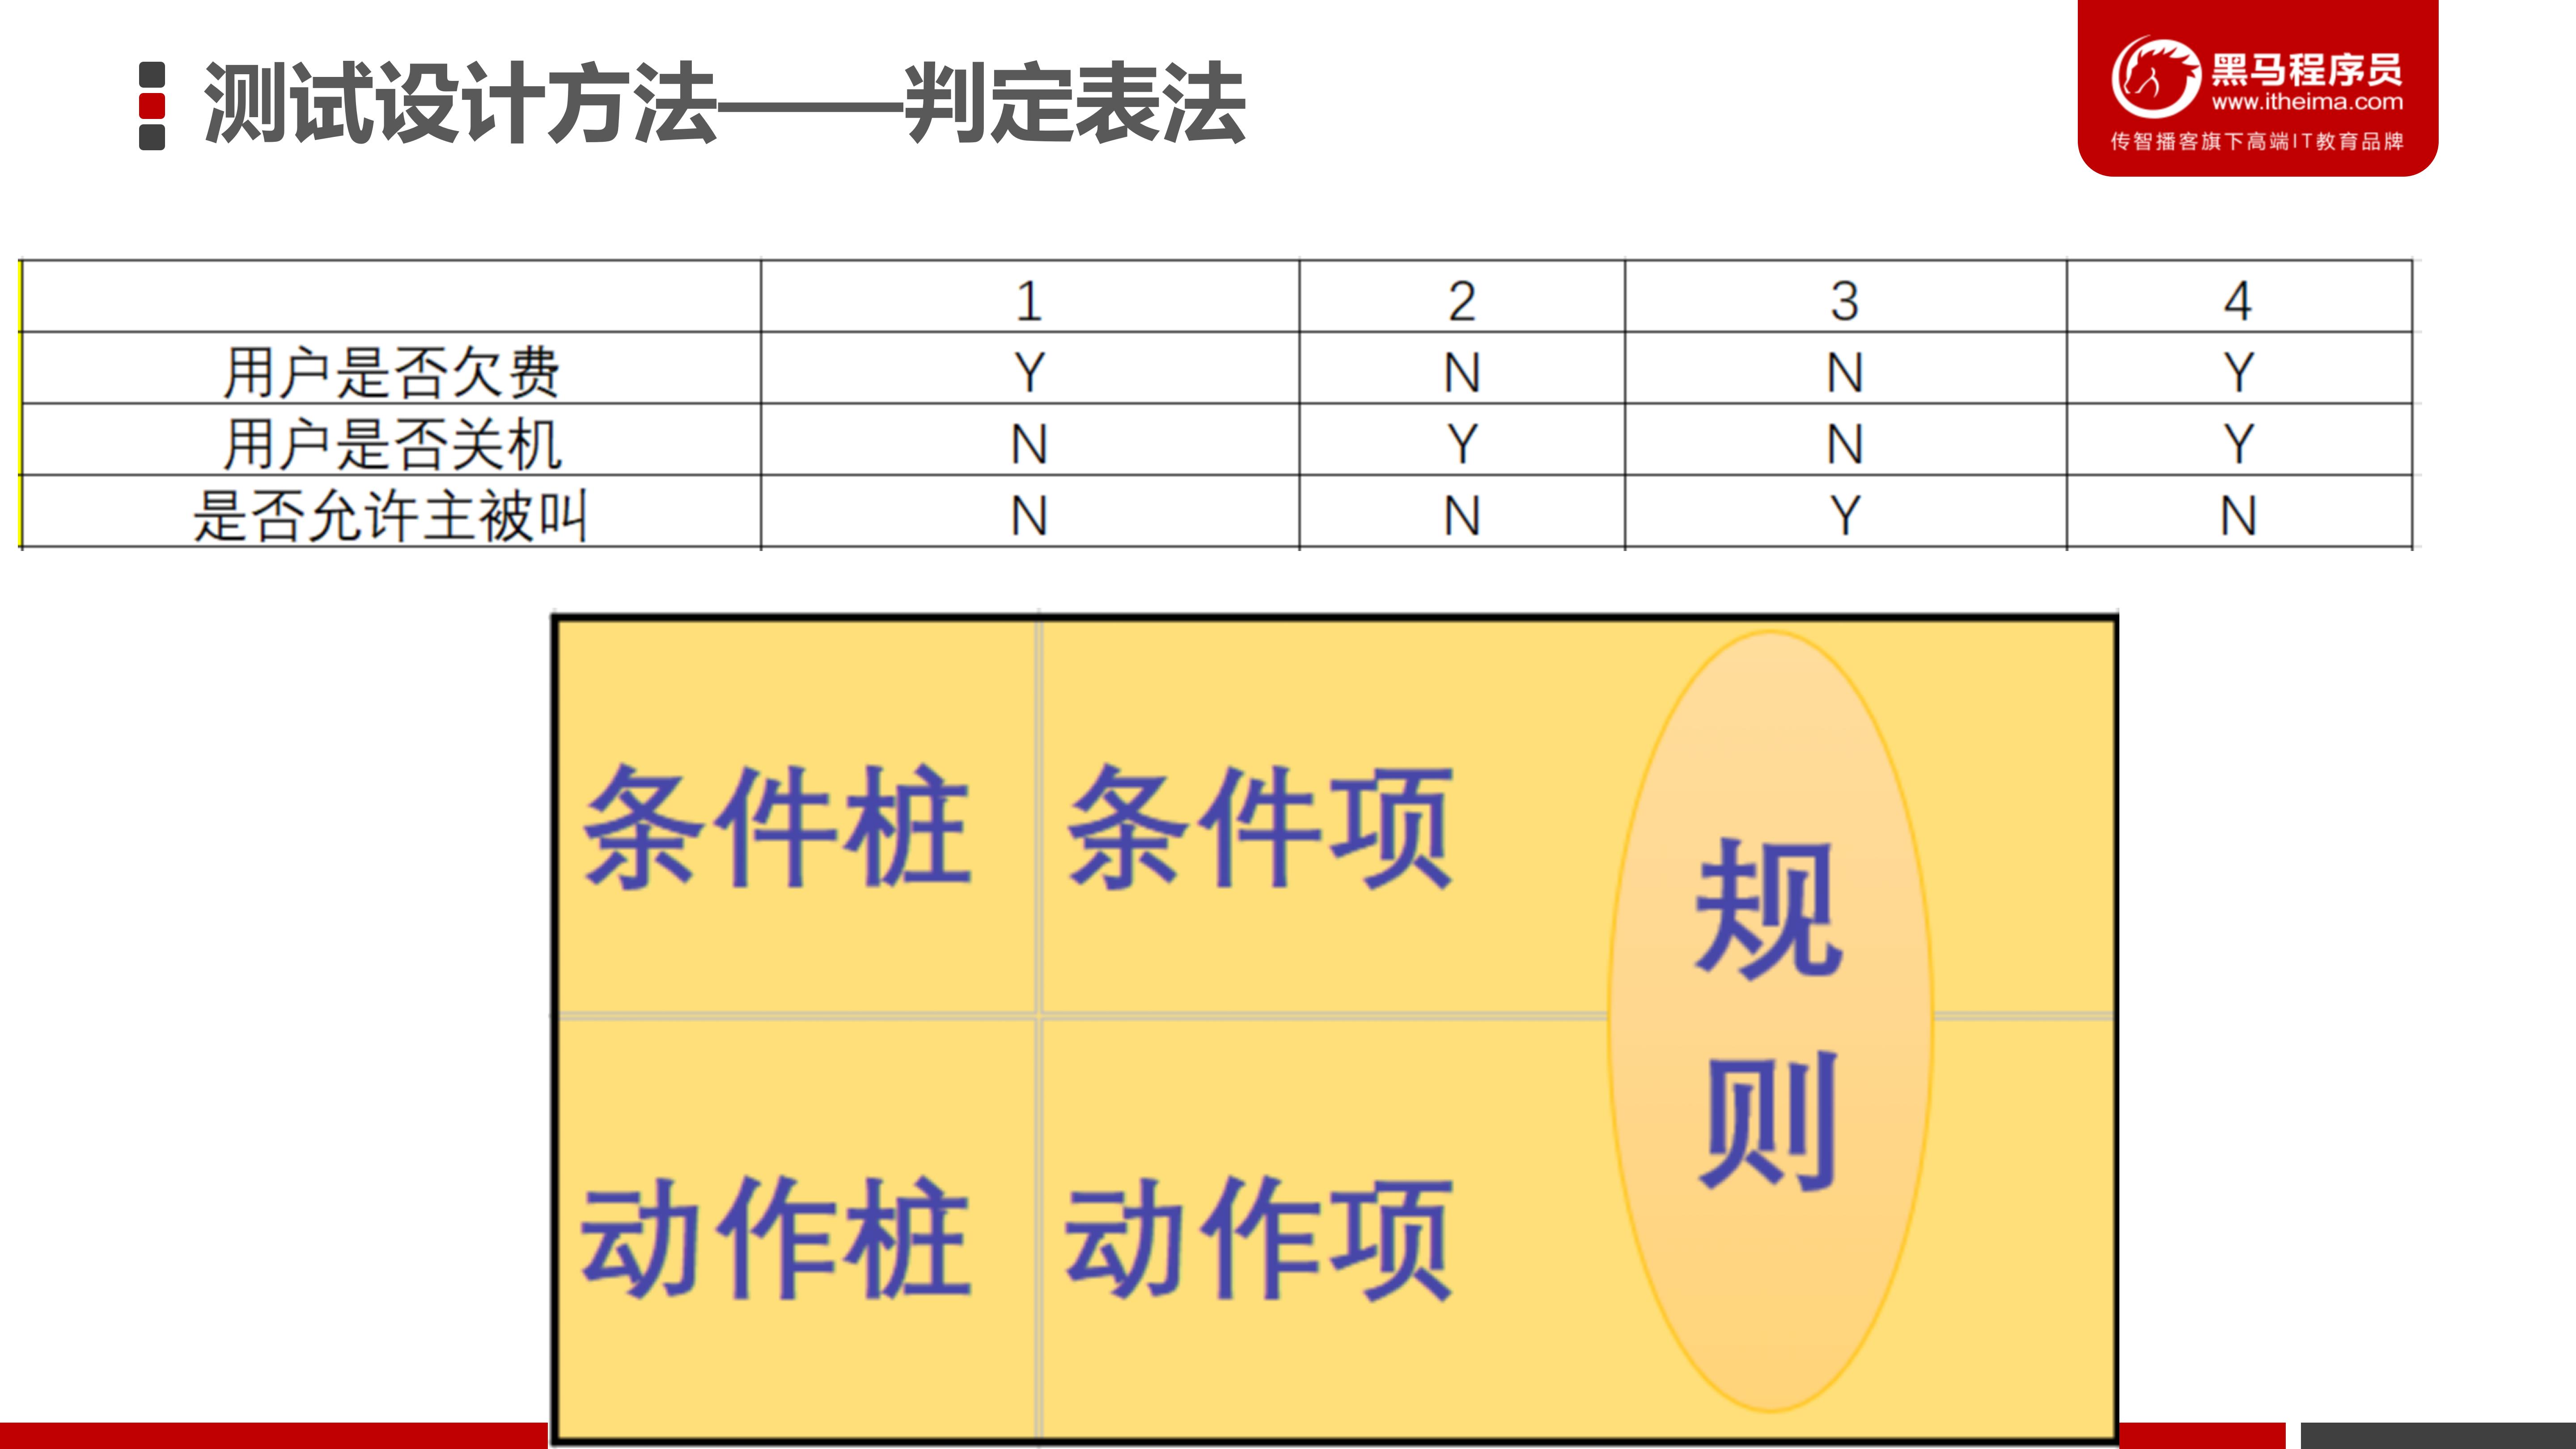 测试设计方法——判定表法
黑马程序员
www.itheima.com
传智播客旗下高端IT教育品牌
1 2 3 4
用户是否欠费 Y N N Y
用户是否关机 N Y N Y
是否允许主被叫 N N Y N
条件桩 条件项
规
则
动作桩 动作项